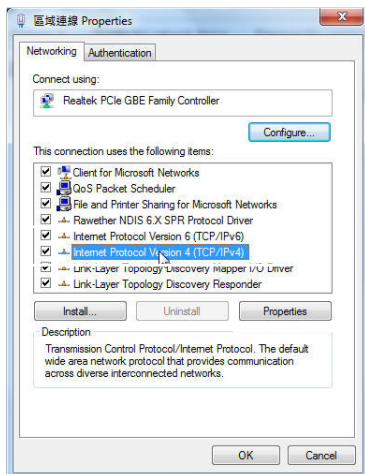 區域連線 Properties
Networking Authentication
Connect using:
Realtek PCIe GBE Family Controller
Configure...
This connection uses the following items:
Client for Microsoft Networks
QoS Packet Scheduler
File and Printer Sharing for Microsoft Networks
Rawether NDIS 6.X SPR Protocol Driver
Internet Protocol Version 6 (TCP/IPv6)
Internet Protocol Version 4 (TCP/IPv4)
Link-Layer Topology Discovery Mapper I/O Driver
Link-Layer Topology Discovery Responder
Install... Uninstall Properties
Description
Transmission Control Protocol/Internet Protocol. The default
wide area network protocol that provides communication
across diverse interconnected networks.
OK Cancel